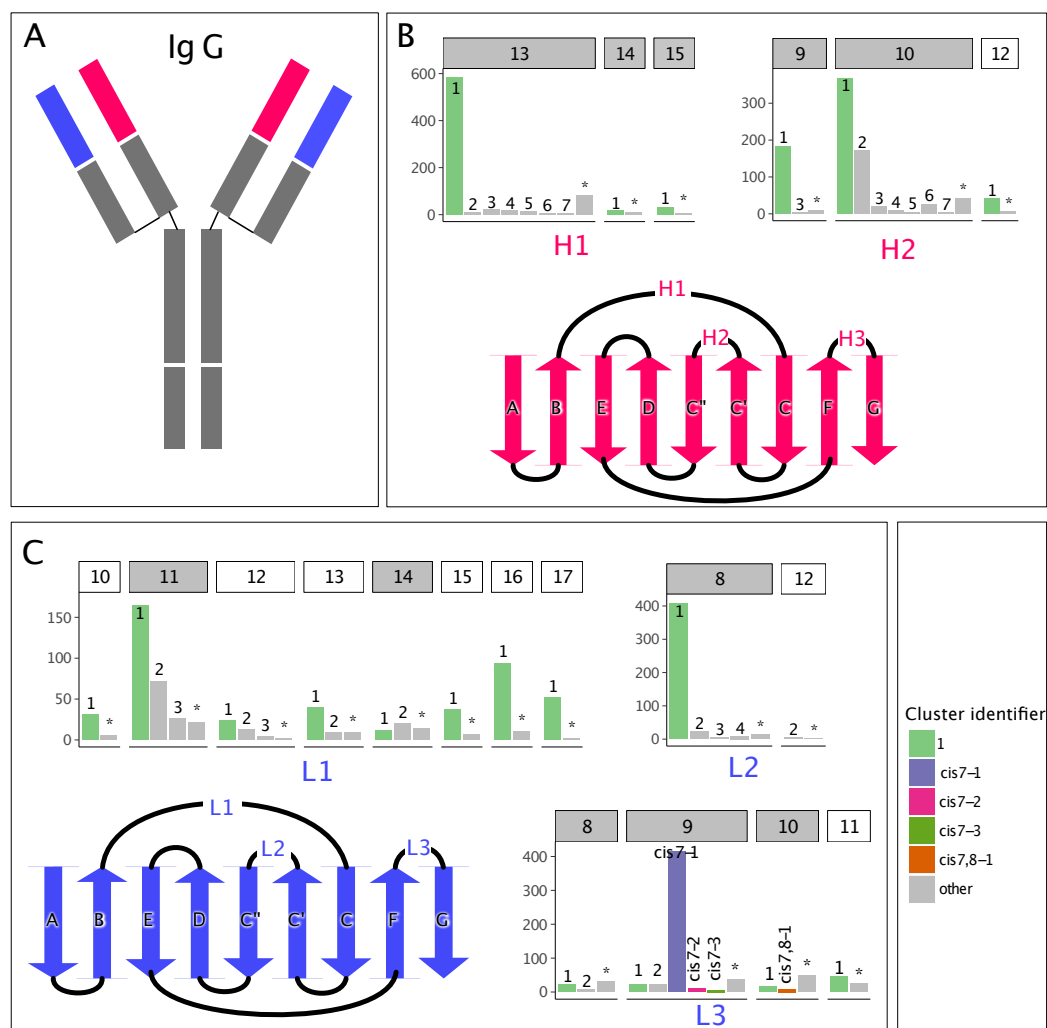 A
Ig G
B
13 14 15
600
400
200
0
1 2 3 4 5 6 7 * 1 * 1 *
H1
9 10 12
300
200
100
0
1 3 * 1 2 3 4 5 6 7 * 1 *
H2
H1
H2 H3
A B E D C" C' C F G
C
10 11 12 13 14 15 16 17
150
100
50
0
1 * 1 2 3 * 1 2 3 * 1 2 * 1 2 * 1 * 1 * 1 *
L1
8 12
400
300
200
100
0
1 2 3 4 * 2 *
L2
L1
L2 L3
A B E D C" C' C F G
8 9 10 11
400
300
200
100
0
1 2 * 1 2 cis7-1 cis7-2 cis7-3 * 1 cis7,8-1 * 1 *
L3
Cluster identifier
1
cis7–1
cis7–2
cis7–3
cis7,8–1
other